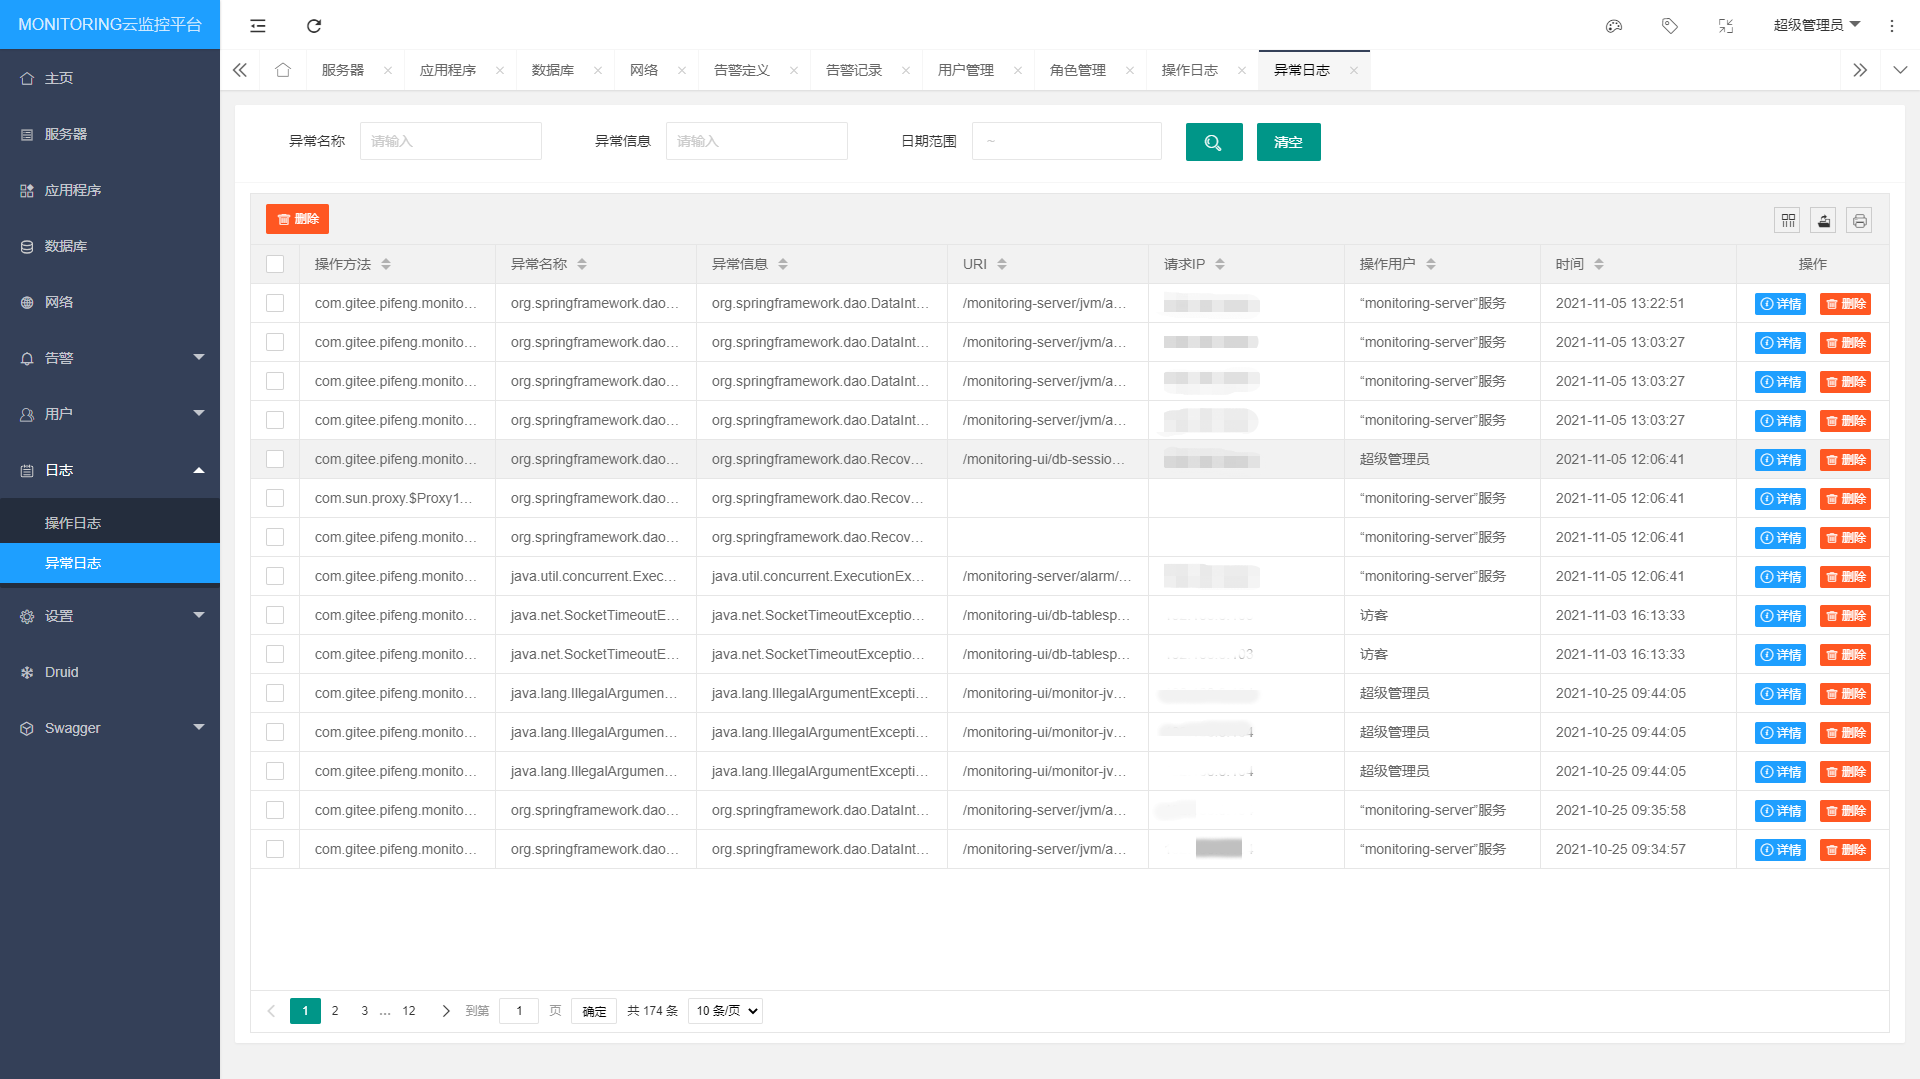 MONITORING云监控平台
超级管理员
服务器
应用程序
数据库
网络
告警定义
告警记录
用户管理
角色管理
操作日志
异常日志
主页
服务器
应用程序
数据库
网络
告警
用户
日志
操作日志
异常日志
设置
Druid
Swagger
异常名称 请输入 异常信息 请输入 日期范围 ~ 清空
删除
操作方法 异常名称 异常信息 URI 请求IP 操作用户 时间 操作
com.gitee.pifeng.monito... org.springframework.dao... org.springframework.dao.DataInt... /monitoring-server/jvm/a... “monitoring-server”服务 2021-11-05 13:22:51 详情 删除
com.gitee.pifeng.monito... org.springframework.dao... org.springframework.dao.DataInt... /monitoring-server/jvm/a... “monitoring-server”服务 2021-11-05 13:03:27 详情 删除
com.gitee.pifeng.monito... org.springframework.dao... org.springframework.dao.DataInt... /monitoring-server/jvm/a... “monitoring-server”服务 2021-11-05 13:03:27 详情 删除
com.gitee.pifeng.monito... org.springframework.dao... org.springframework.dao.DataInt... /monitoring-server/jvm/a... “monitoring-server”服务 2021-11-05 13:03:27 详情 删除
com.gitee.pifeng.monito... org.springframework.dao... org.springframework.dao.Recov... /monitoring-ui/db-sessio... 超级管理员 2021-11-05 12:06:41 详情 删除
com.sun.proxy.$Proxy1... org.springframework.dao... org.springframework.dao.Recov... “monitoring-server”服务 2021-11-05 12:06:41 详情 删除
com.gitee.pifeng.monito... org.springframework.dao... org.springframework.dao.Recov... “monitoring-server”服务 2021-11-05 12:06:41 详情 删除
com.gitee.pifeng.monito... java.util.concurrent.Exec... java.util.concurrent.ExecutionEx... /monitoring-server/alarm/... “monitoring-server”服务 2021-11-05 12:06:41 详情 删除
com.gitee.pifeng.monito... java.net.SocketTimeoutE... java.net.SocketTimeoutExceptio... /monitoring-ui/db-tablesp... 访客 2021-11-03 16:13:33 详情 删除
com.gitee.pifeng.monito... java.net.SocketTimeoutE... java.net.SocketTimeoutExceptio... /monitoring-ui/db-tablesp... 访客 2021-11-03 16:13:33 详情 删除
com.gitee.pifeng.monito... java.lang.IllegalArgumen... java.lang.IllegalArgumentExcepti... /monitoring-ui/monitor-jv... 超级管理员 2021-10-25 09:44:05 详情 删除
com.gitee.pifeng.monito... java.lang.IllegalArgumen... java.lang.IllegalArgumentExcepti... /monitoring-ui/monitor-jv... 超级管理员 2021-10-25 09:44:05 详情 删除
com.gitee.pifeng.monito... java.lang.IllegalArgumen... java.lang.IllegalArgumentExcepti... /monitoring-ui/monitor-jv... 超级管理员 2021-10-25 09:44:05 详情 删除
com.gitee.pifeng.monito... org.springframework.dao... org.springframework.dao.DataInt... /monitoring-server/jvm/a... “monitoring-server”服务 2021-10-25 09:35:58 详情 删除
com.gitee.pifeng.monito... org.springframework.dao... org.springframework.dao.DataInt... /monitoring-server/jvm/a... “monitoring-server”服务 2021-10-25 09:34:57 详情 删除
1 2 3 ... 12 到第 1 页 确定 共 174 条 10 条/页